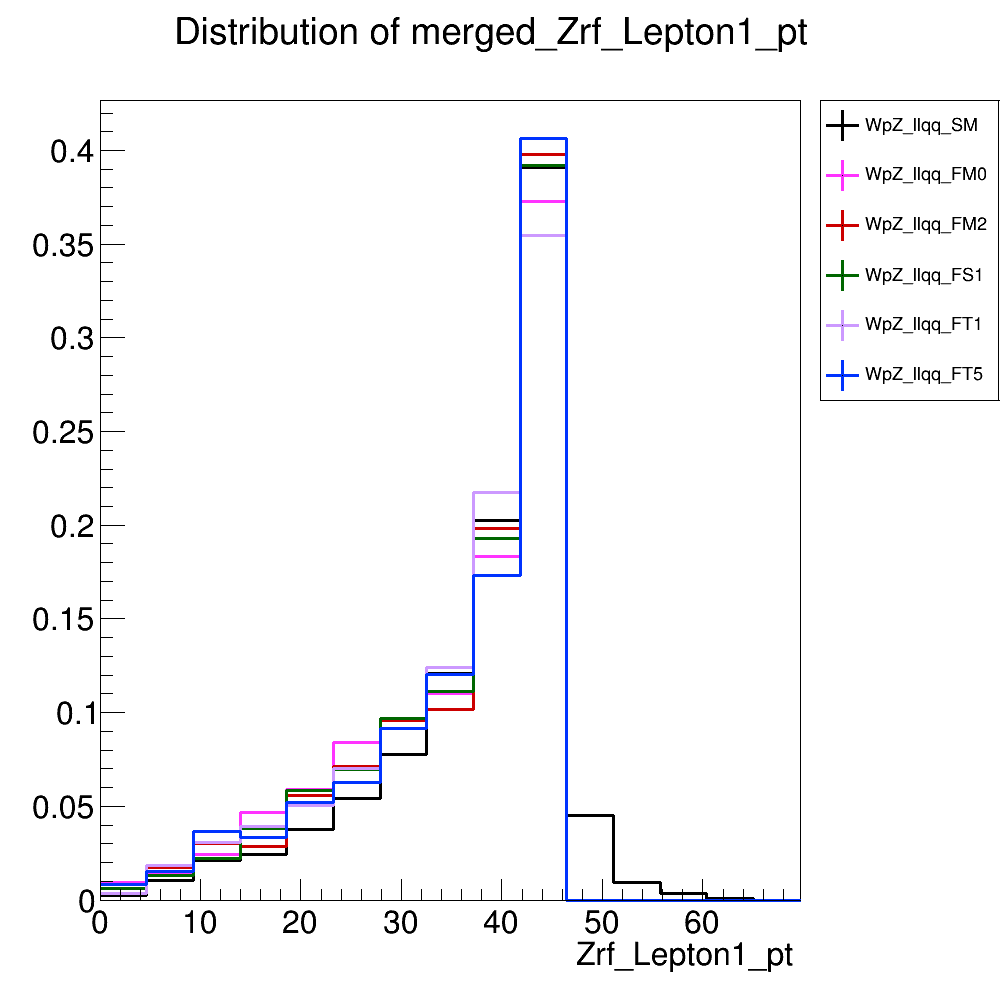 Distribution of merged_Zrf_Lepton1_pt
WpZ_llqq_SM
WpZ_llqq_FM0
WpZ_llqq_FM2
WpZ_llqq_FS1
WpZ_llqq_FT1
WpZ_llqq_FT5
0.4
0.35
0.3
0.25
0.2
0.15
0.1
0.05
0
0 10 20 30 40 50 60
Zrf_Lepton1_pt